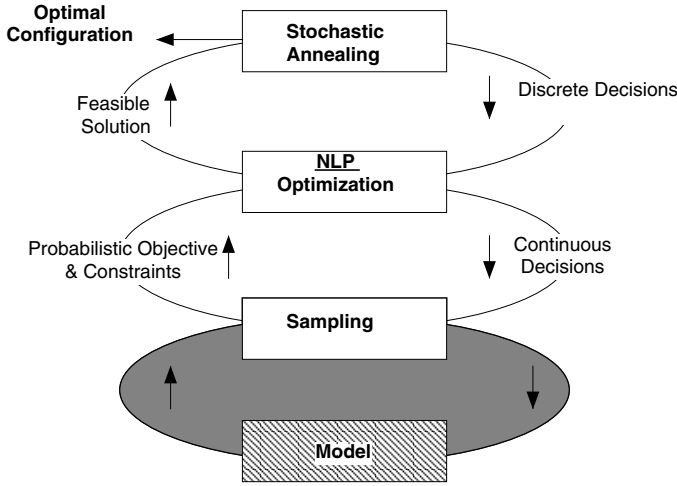 Optimal
Configuration
Stochastic
Annealing
Feasible
Solution
Discrete Decisions
NLP
Optimization
Probabilistic Objective
& Constraints
Continuous
Decisions
Sampling
Model